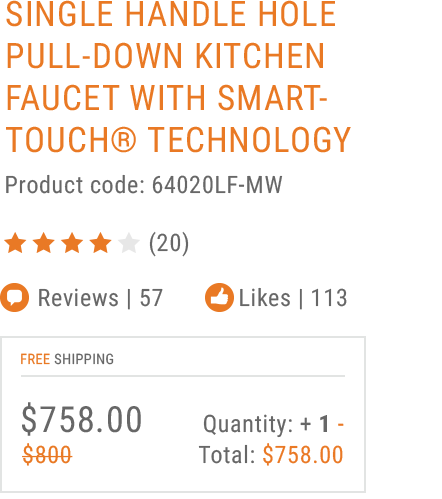 SINGLE HANDLE HOLE
PULL-DOWN KITCHEN
FAUCET WITH SMART-
TOUCH® TECHNOLOGY
Product code: 64020LF-MW
(20)
Reviews | 57 Likes | 113
FREE SHIPPING
$758.00 Quantity: + 1 -
$800 Total: $758.00